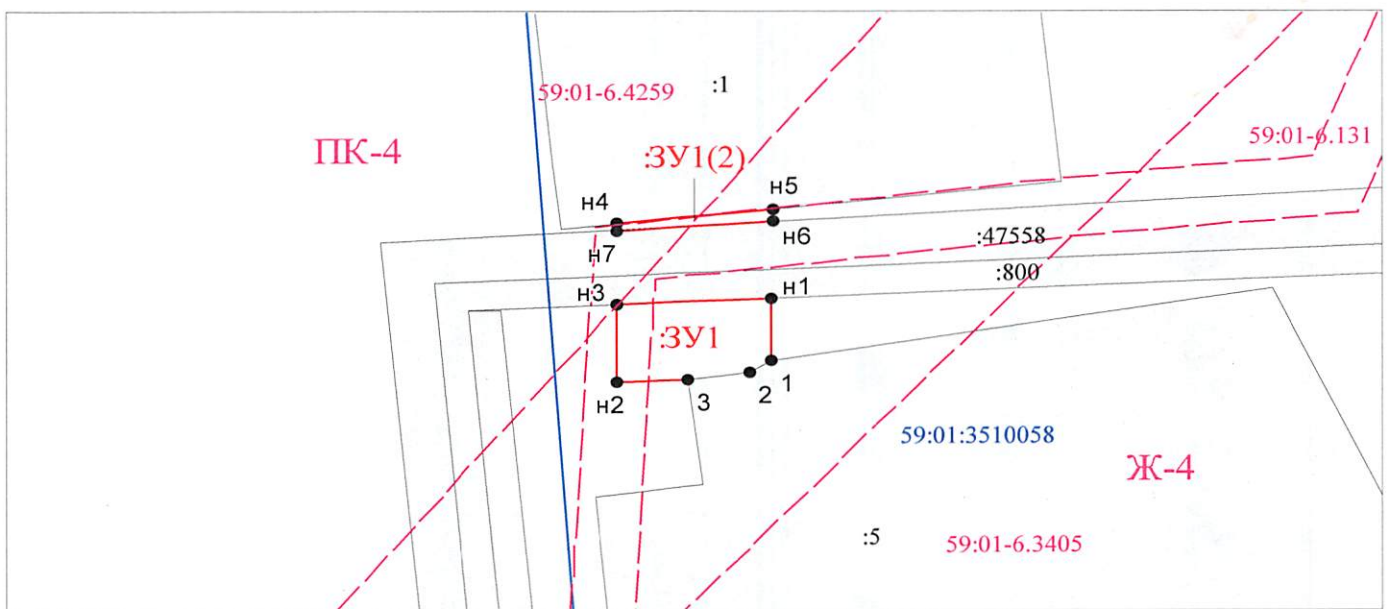 59:01-6.4259
:1
59:01-6.131
ПК-4
:ЗУ1(2)
н4
н5
н7
н6
:47558
:800
н3
н1
:ЗУ1
н2
3
2
1
59:01:3510058
Ж-4
:5
59:01-6.3405